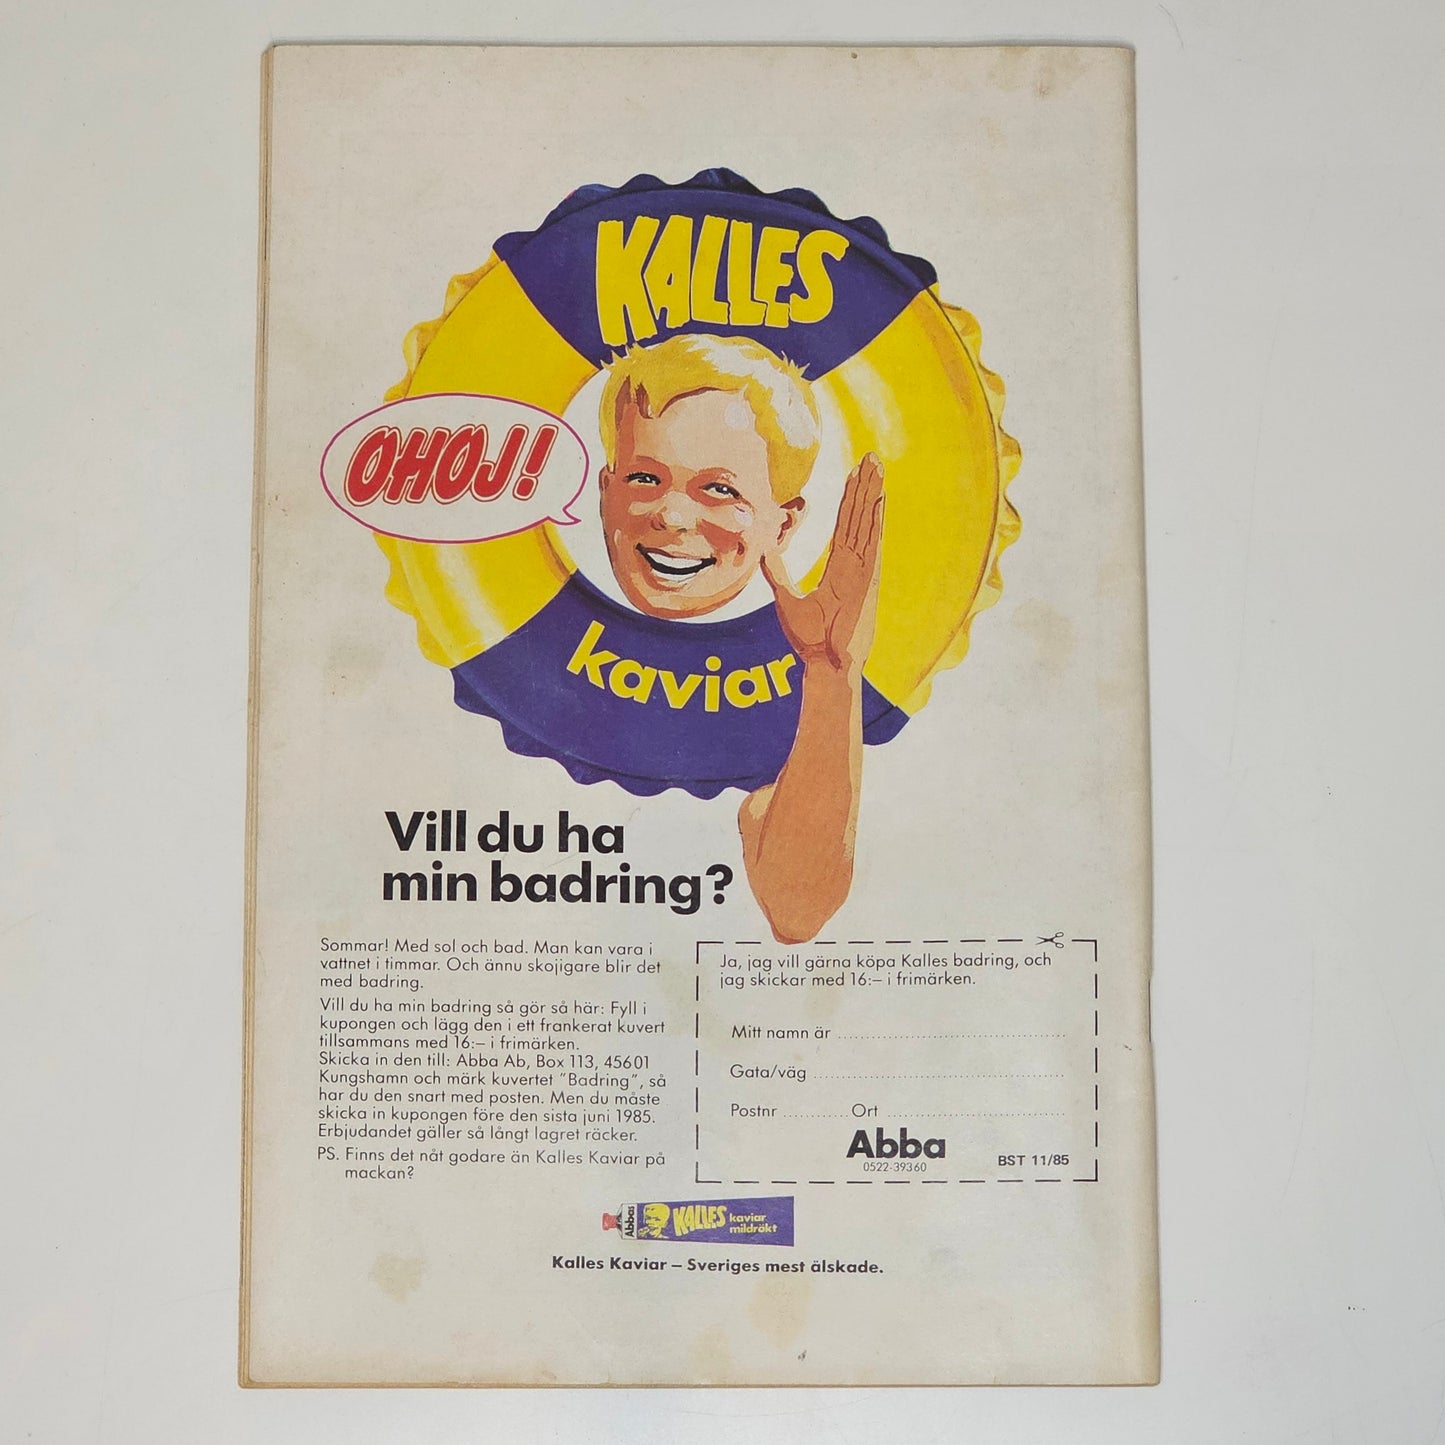 KALLES
OHOJ!
kaviar
Vill du ha
min badring?
Sommar! Med sol och bad. Man kan vara i
vattnet i timmar. Och ännu skojigare blir det
med badring.
Vill du ha min badring så gör så här: Fyll i
kupongen och lägg den i ett frankerat kuvert
tillsammans med 16:– i frimärken.
Skicka in den till: Abba Ab, Box 113, 45601
Kungshamn och märk kuvertet "Badring", så
har du den snart med posten. Men du måste
skicka in kupongen före den sista juni 1985.
Erbjudandet gäller så långt lagret räcker.
PS. Finns det nåt godare än Kalles Kaviar på
mackan?
Ja, jag vill gärna köpa Kalles badring, och
jag skickar med 16:– i frimärken.
Mitt namn är
Gata/väg
Postnr Ort
Abba
0522-39360
BST 11/85
Abbas
KALLES
kaviar
mildrökt
Kalles Kaviar – Sveriges mest älskade.